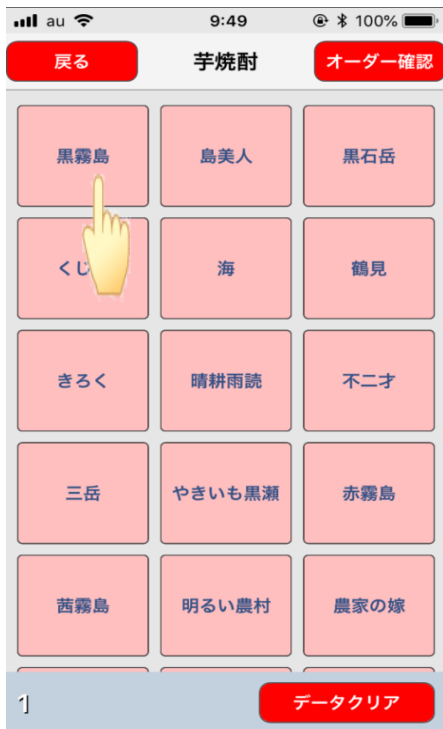 au 9:49 100%
戻る 芋焼酎 オーダー確認
黒霧島 島美人 黒石岳
くじ 海 鶴見
きろく 晴耕雨読 不二才
三岳 やきいも黒瀬 赤霧島
茜霧島 明るい農村 農家の嫁
1 データクリア